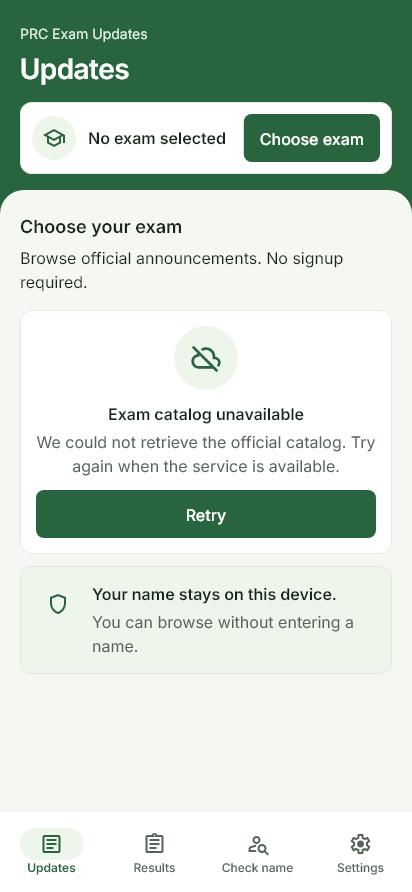 PRC Exam Updates
Updates
No exam selected
Choose exam
Choose your exam
Browse official announcements. No signup
required.
Exam catalog unavailable
We could not retrieve the official catalog. Try
again when the service is available.
Retry
Your name stays on this device.
You can browse without entering a
name.
Updates
Results
Check name
Settings